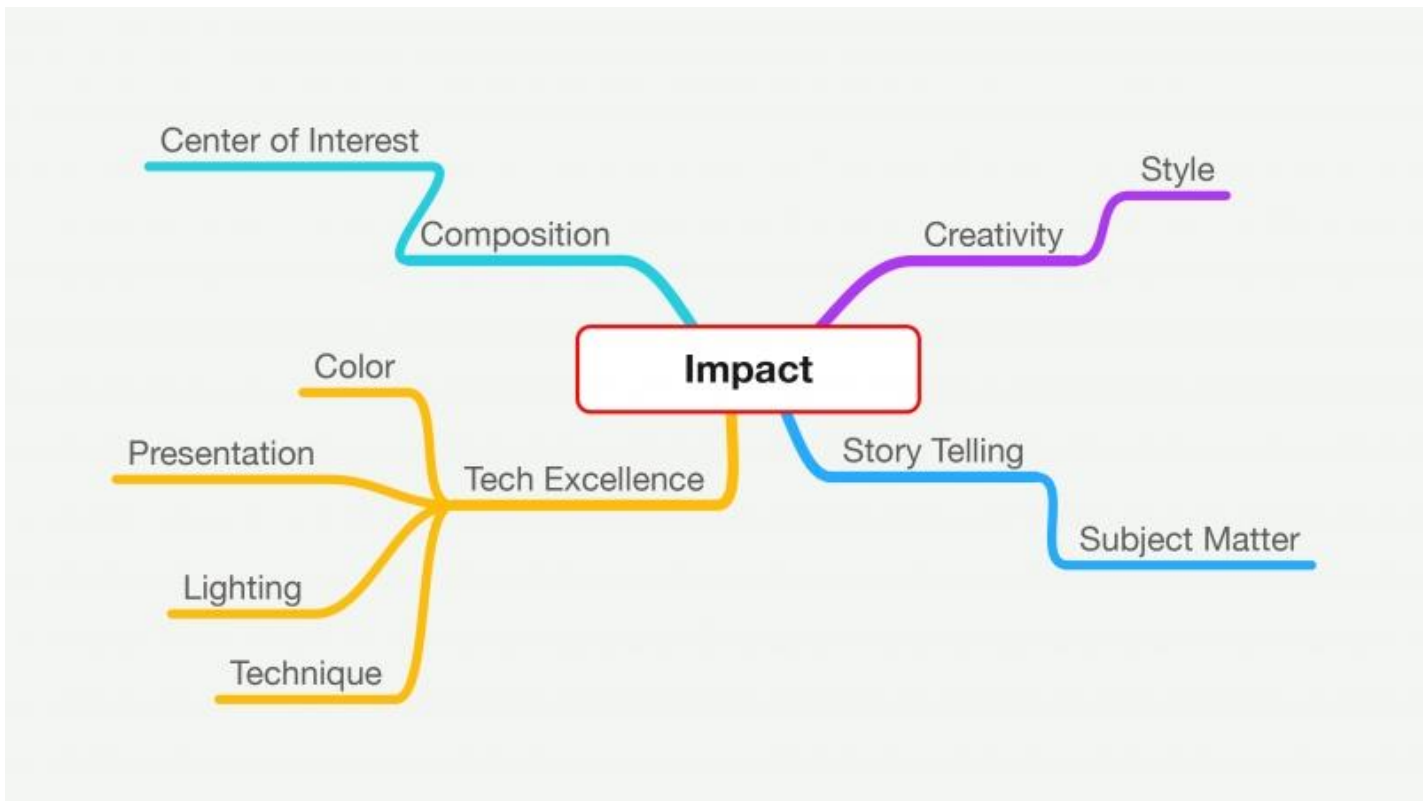 Center of Interest
Style
Composition
Creativity
Impact
Color
Story Telling
Presentation
Tech Excellence
Subject Matter
Lighting
Technique